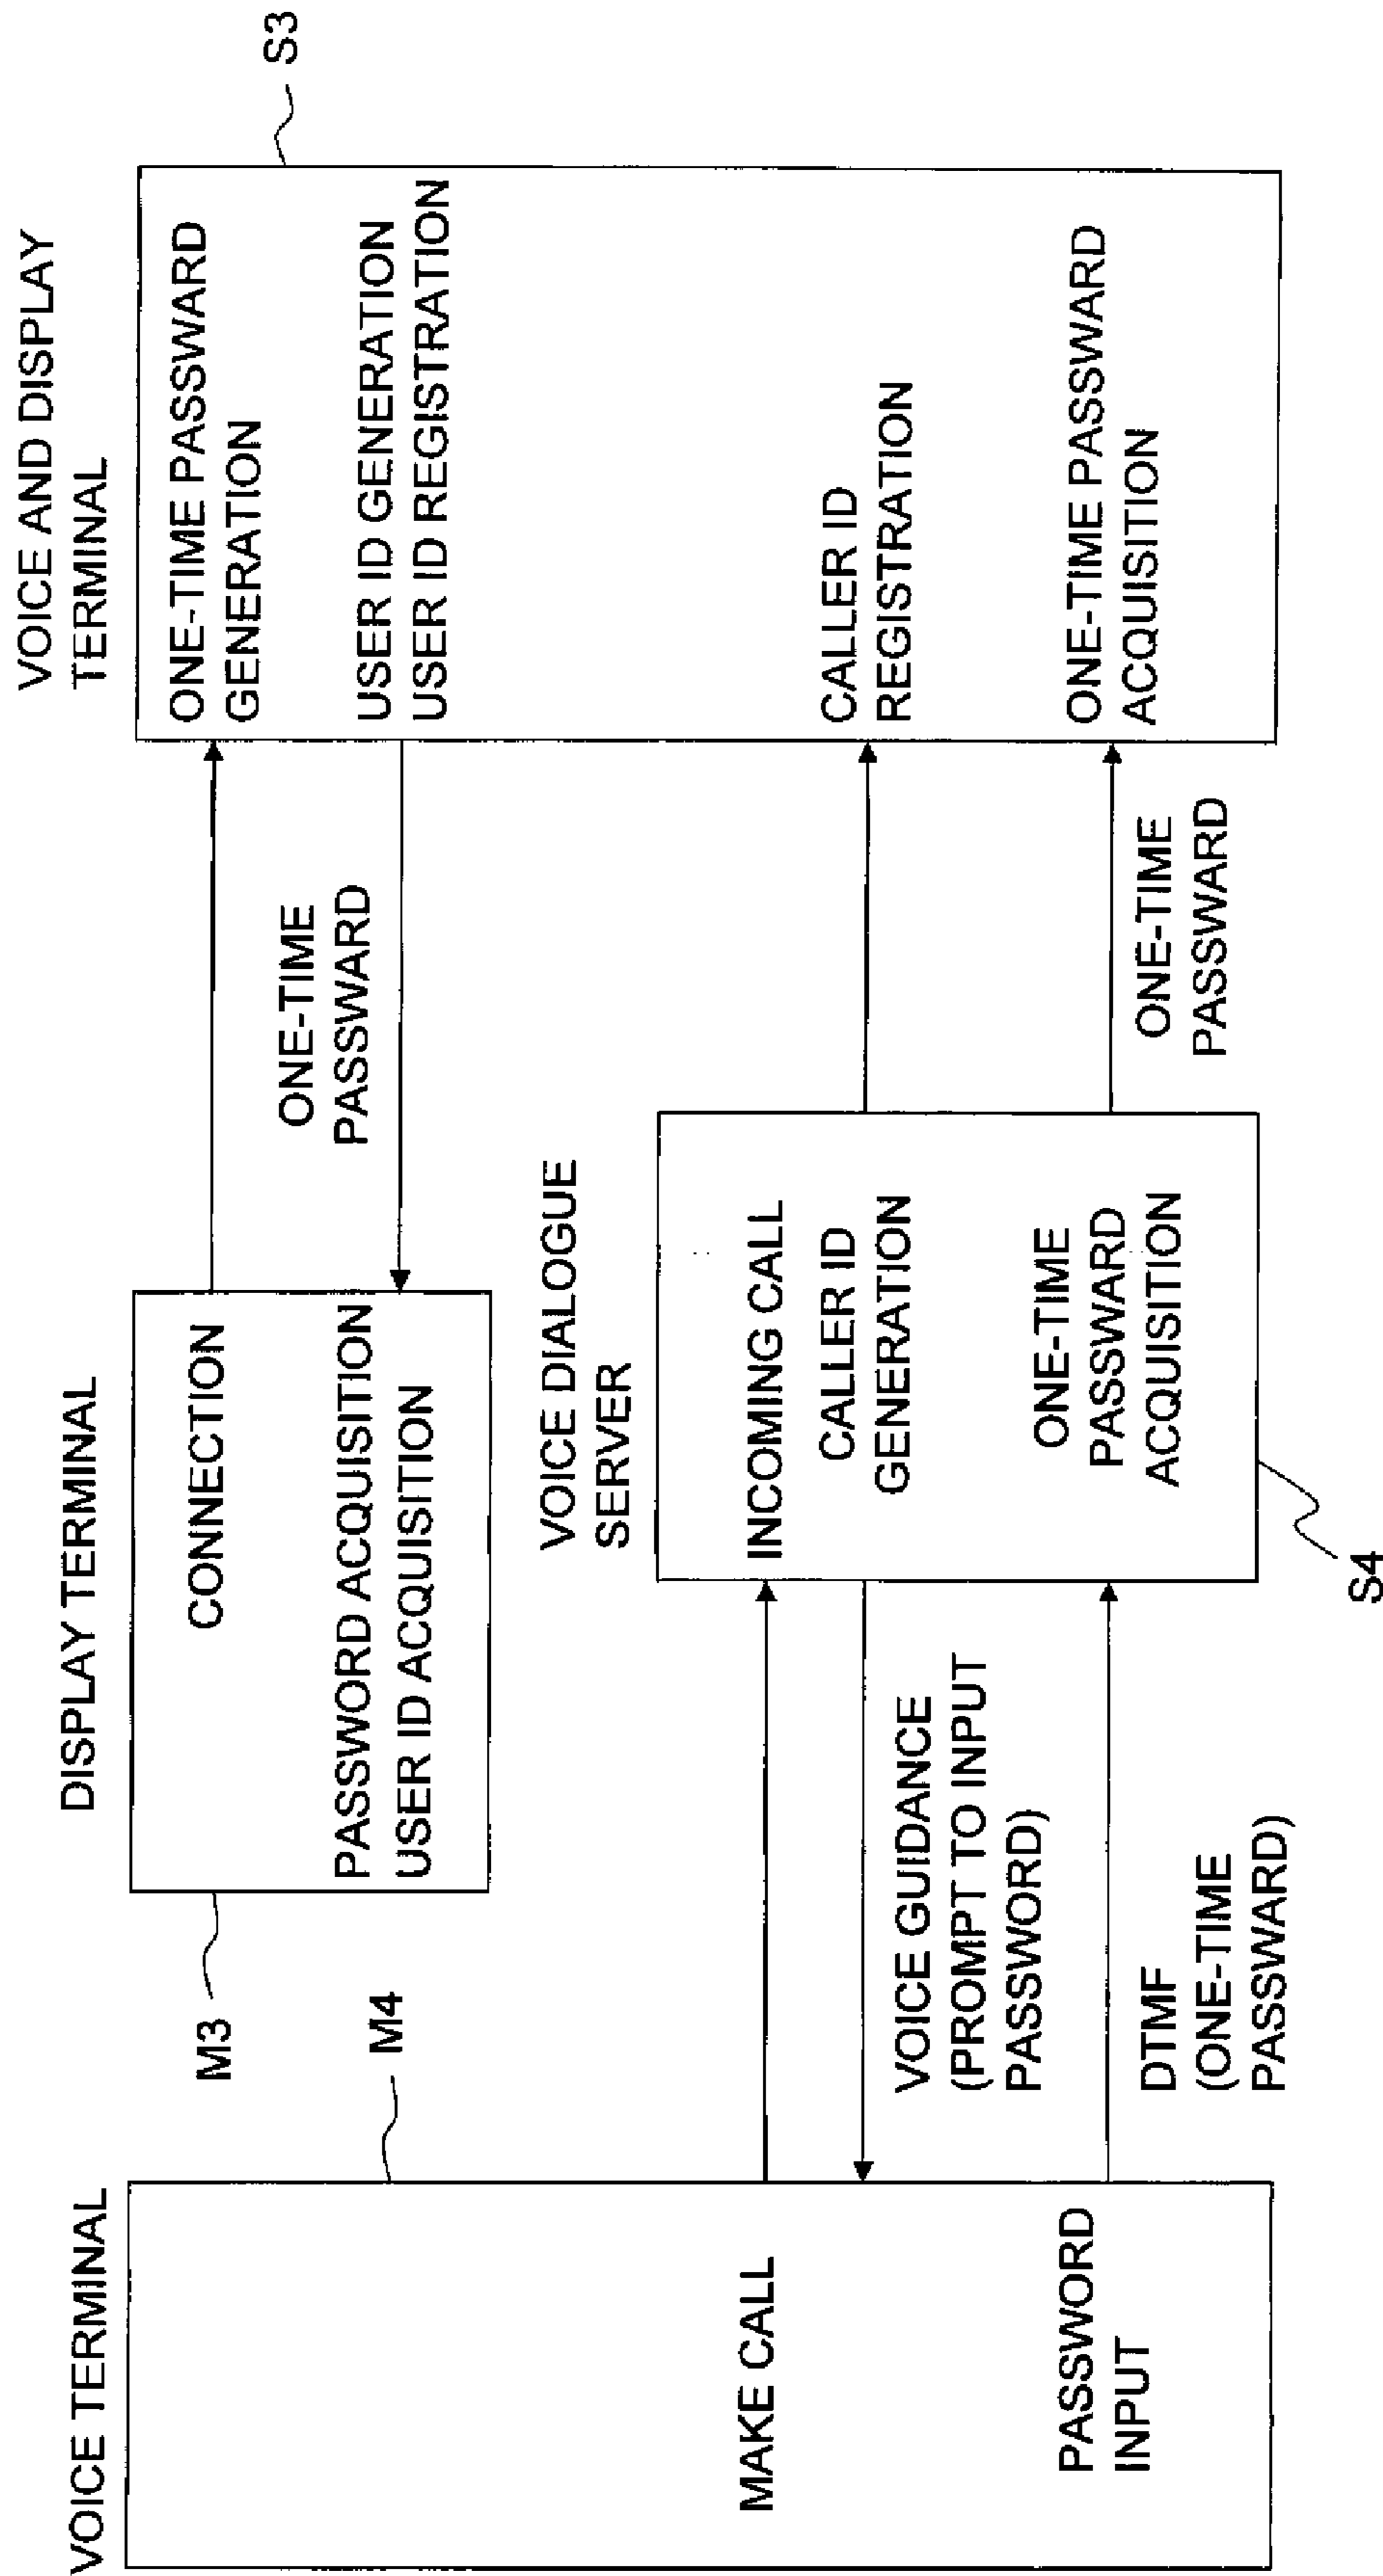 VOICE TERMINAL
M4
MAKE CALL
PASSWORD
INPUT
DISPLAY TERMINAL
M3
CONNECTION
PASSWORD ACQUISITION
USER ID ACQUISITION
VOICE GUIDANCE
(PROMPT TO INPUT
PASSWORD)
DTMF
(ONE-TIME
PASSWARD)
VOICE DIALOGUE
SERVER
INCOMING CALL
CALLER ID
GENERATION
ONE-TIME
PASSWARD
ACQUISITION
S4
ONE-TIME
PASSWARD
ONE-TIME
PASSWARD
VOICE AND DISPLAY
TERMINAL
S3
ONE-TIME PASSWARD
GENERATION
USER ID GENERATION
USER ID REGISTRATION
CALLER ID
REGISTRATION
ONE-TIME PASSWARD
ACQUISITION